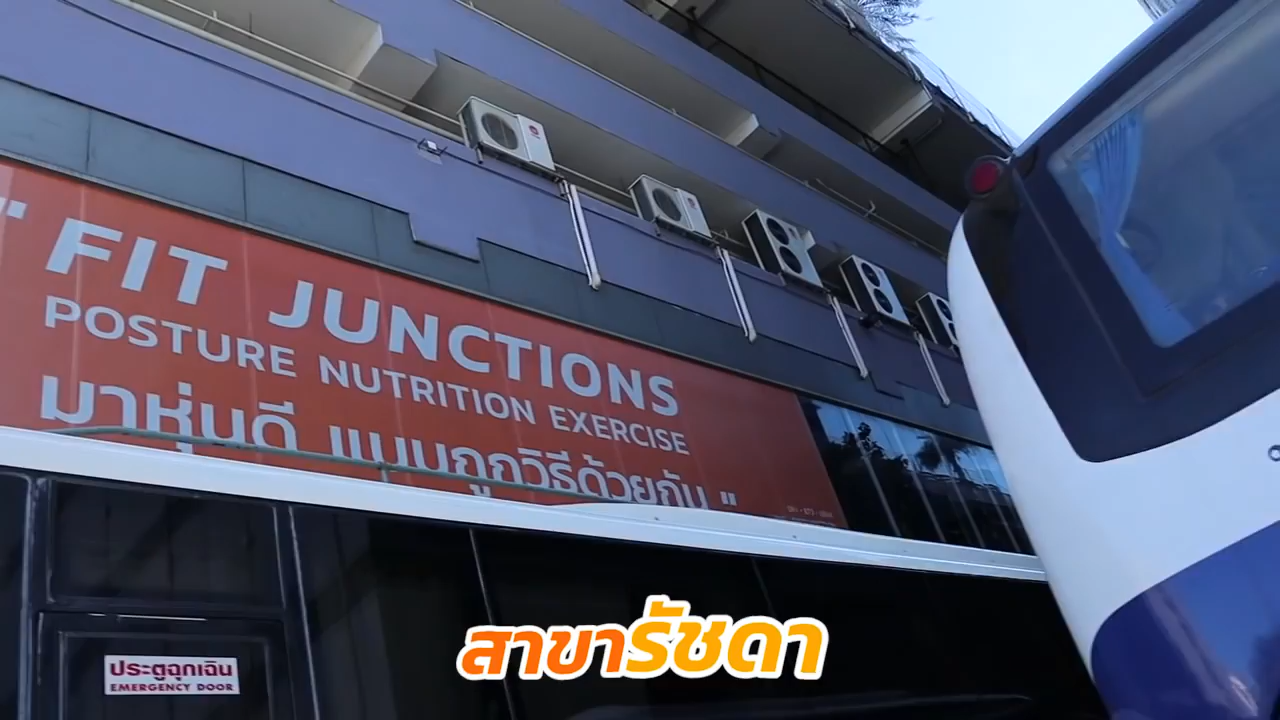 " FIT JUNCTIONS
POSTURE NUTRITION EXERCISE
มาหุ่นดี แบบถูกวิธีด้วยกัน "
สาขารัชดา
ประตูฉุกเฉิน
EMERGENCY DOOR